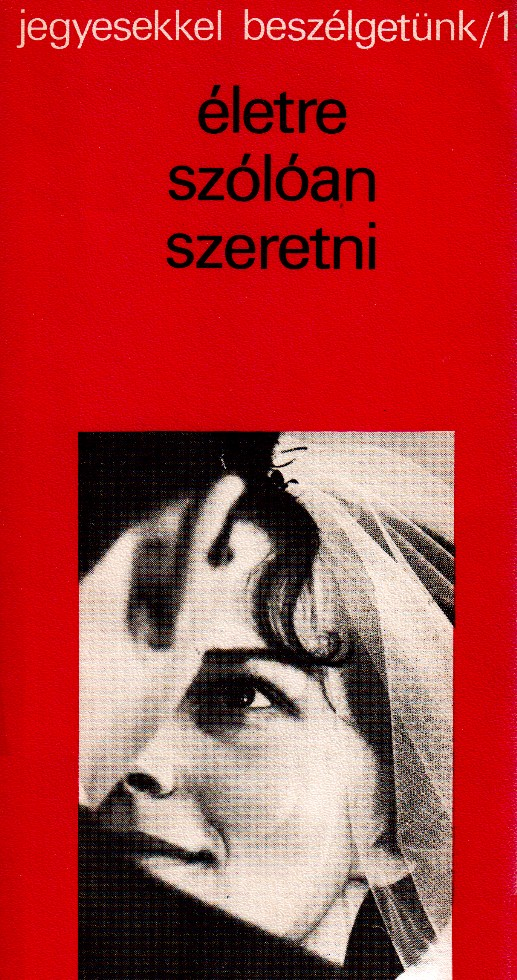 jegyesekkel beszélgetünk/1
életre
szólóan
szeretni